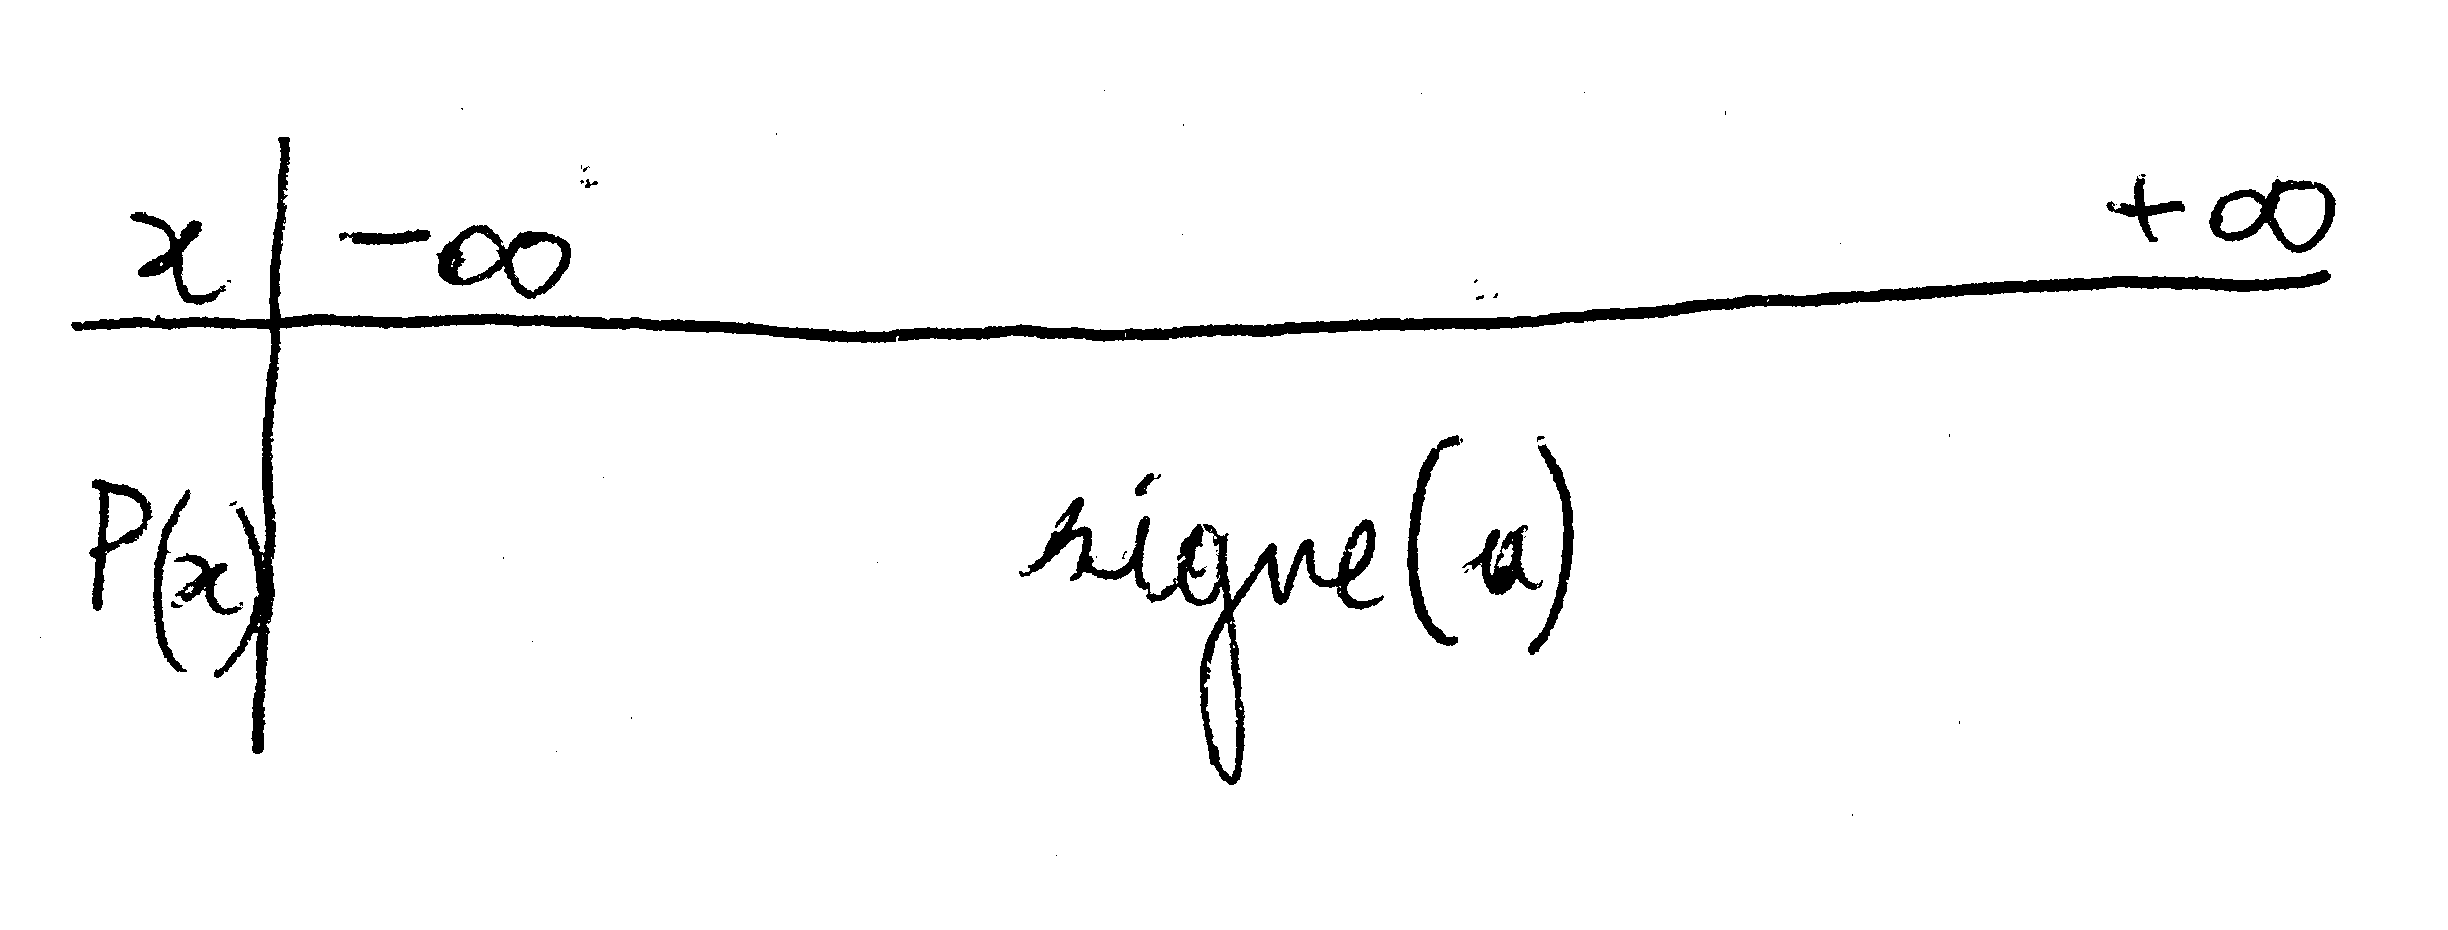 x -∞ +∞
P(x) signe(a)